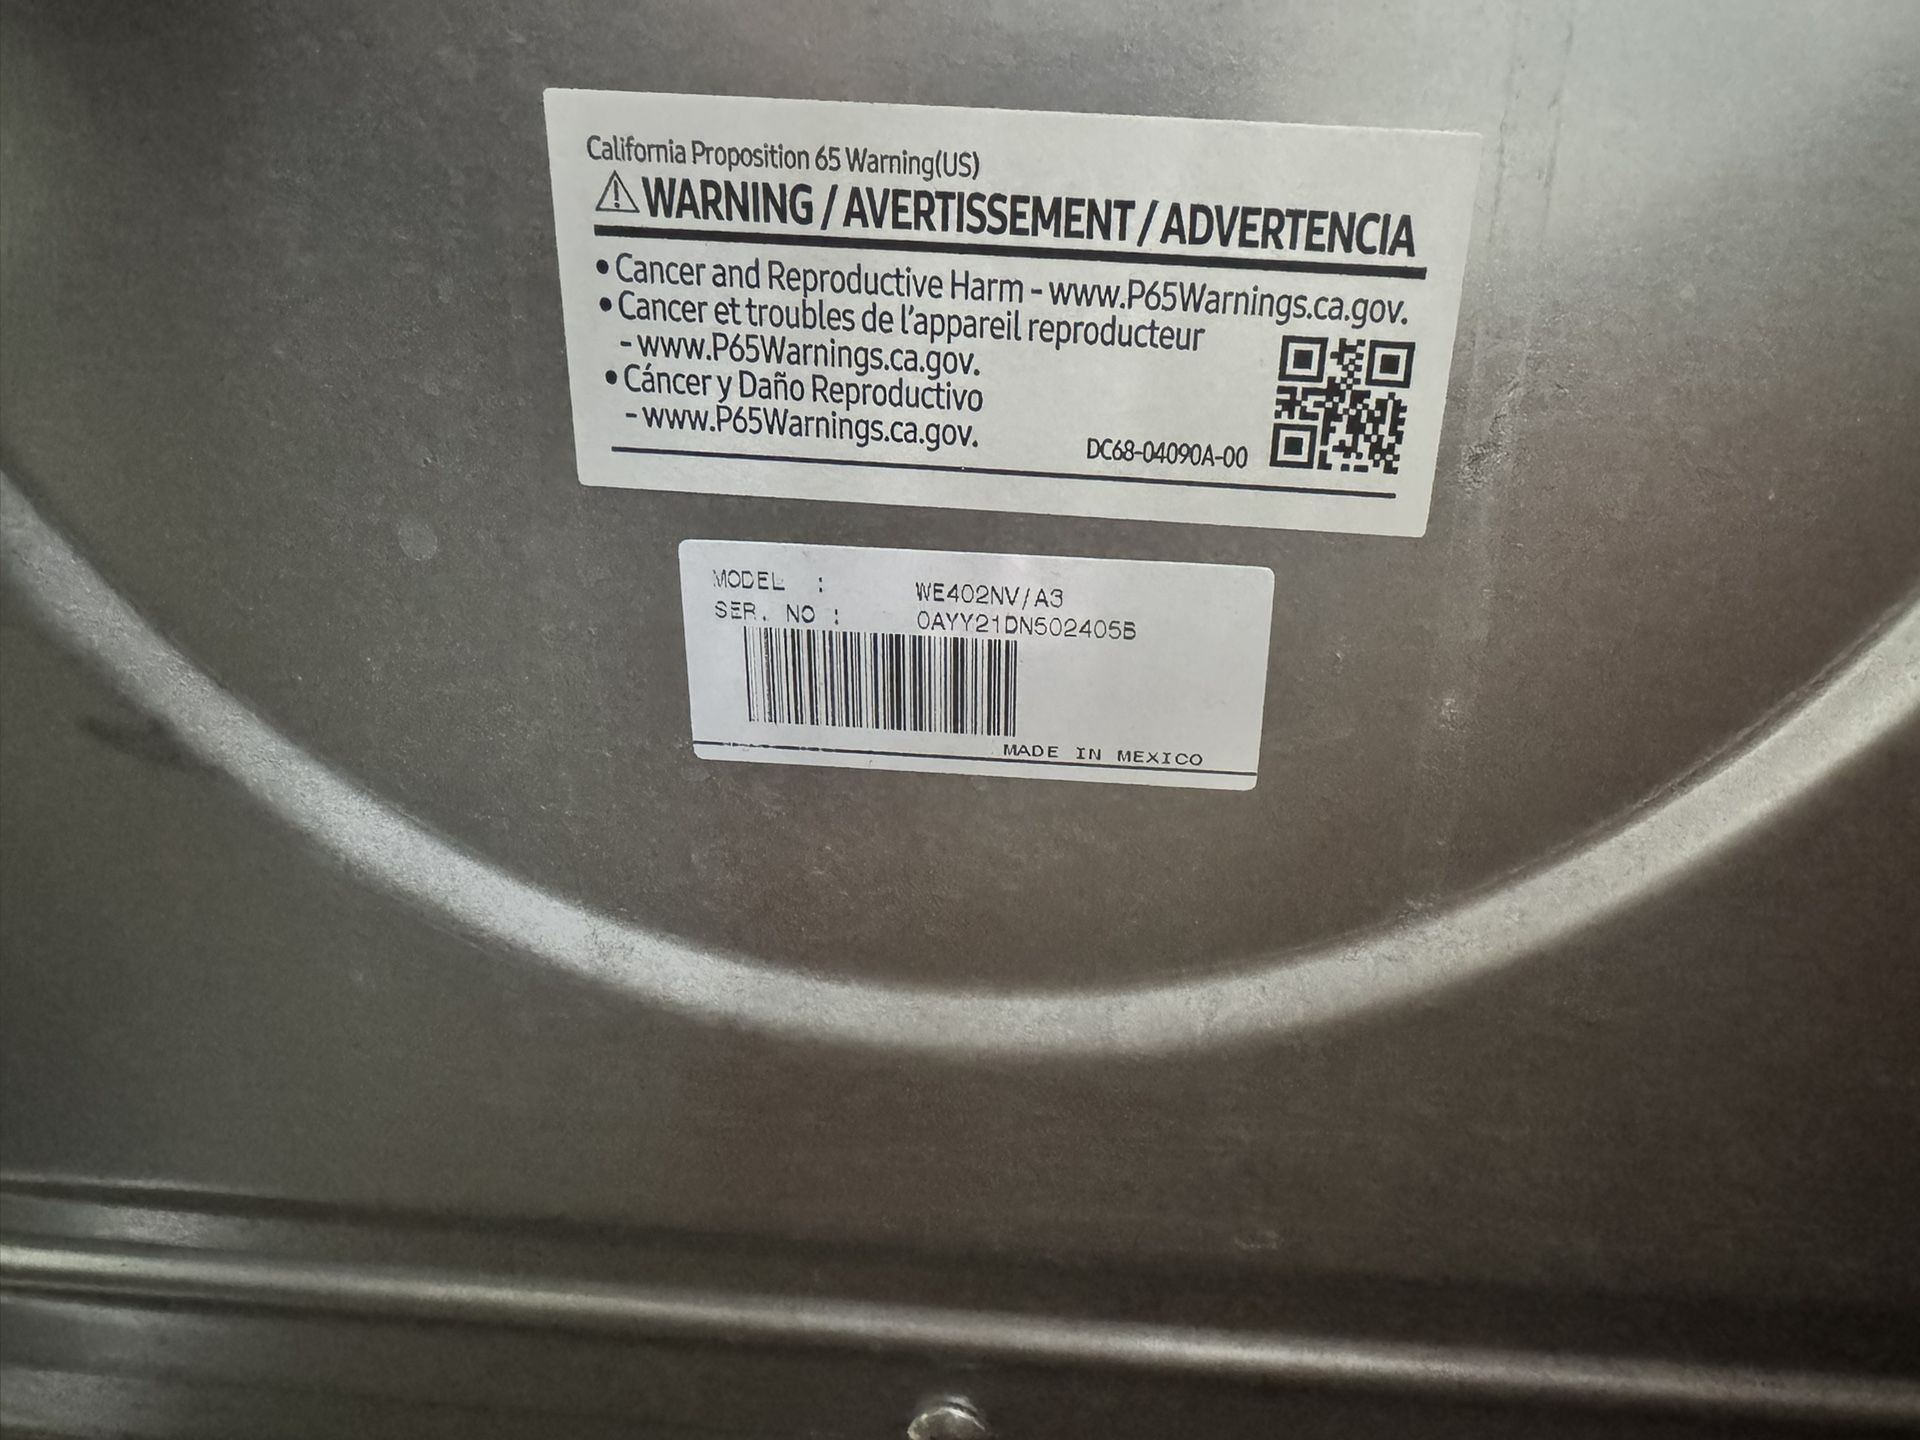 California Proposition 65 Warning(US)
⚠ WARNING / AVERTISSEMENT / ADVERTENCIA
• Cancer and Reproductive Harm - www.P65Warnings.ca.gov.
• Cancer et troubles de l'appareil reproducteur
- www.P65Warnings.ca.gov.
• Cáncer y Daño Reproductivo
- www.P65Warnings.ca.gov.
DC68-04090A-00
MODEL : WE402NV/A3
SER. NO : 0AYY21DN502405B
MADE IN MEXICO